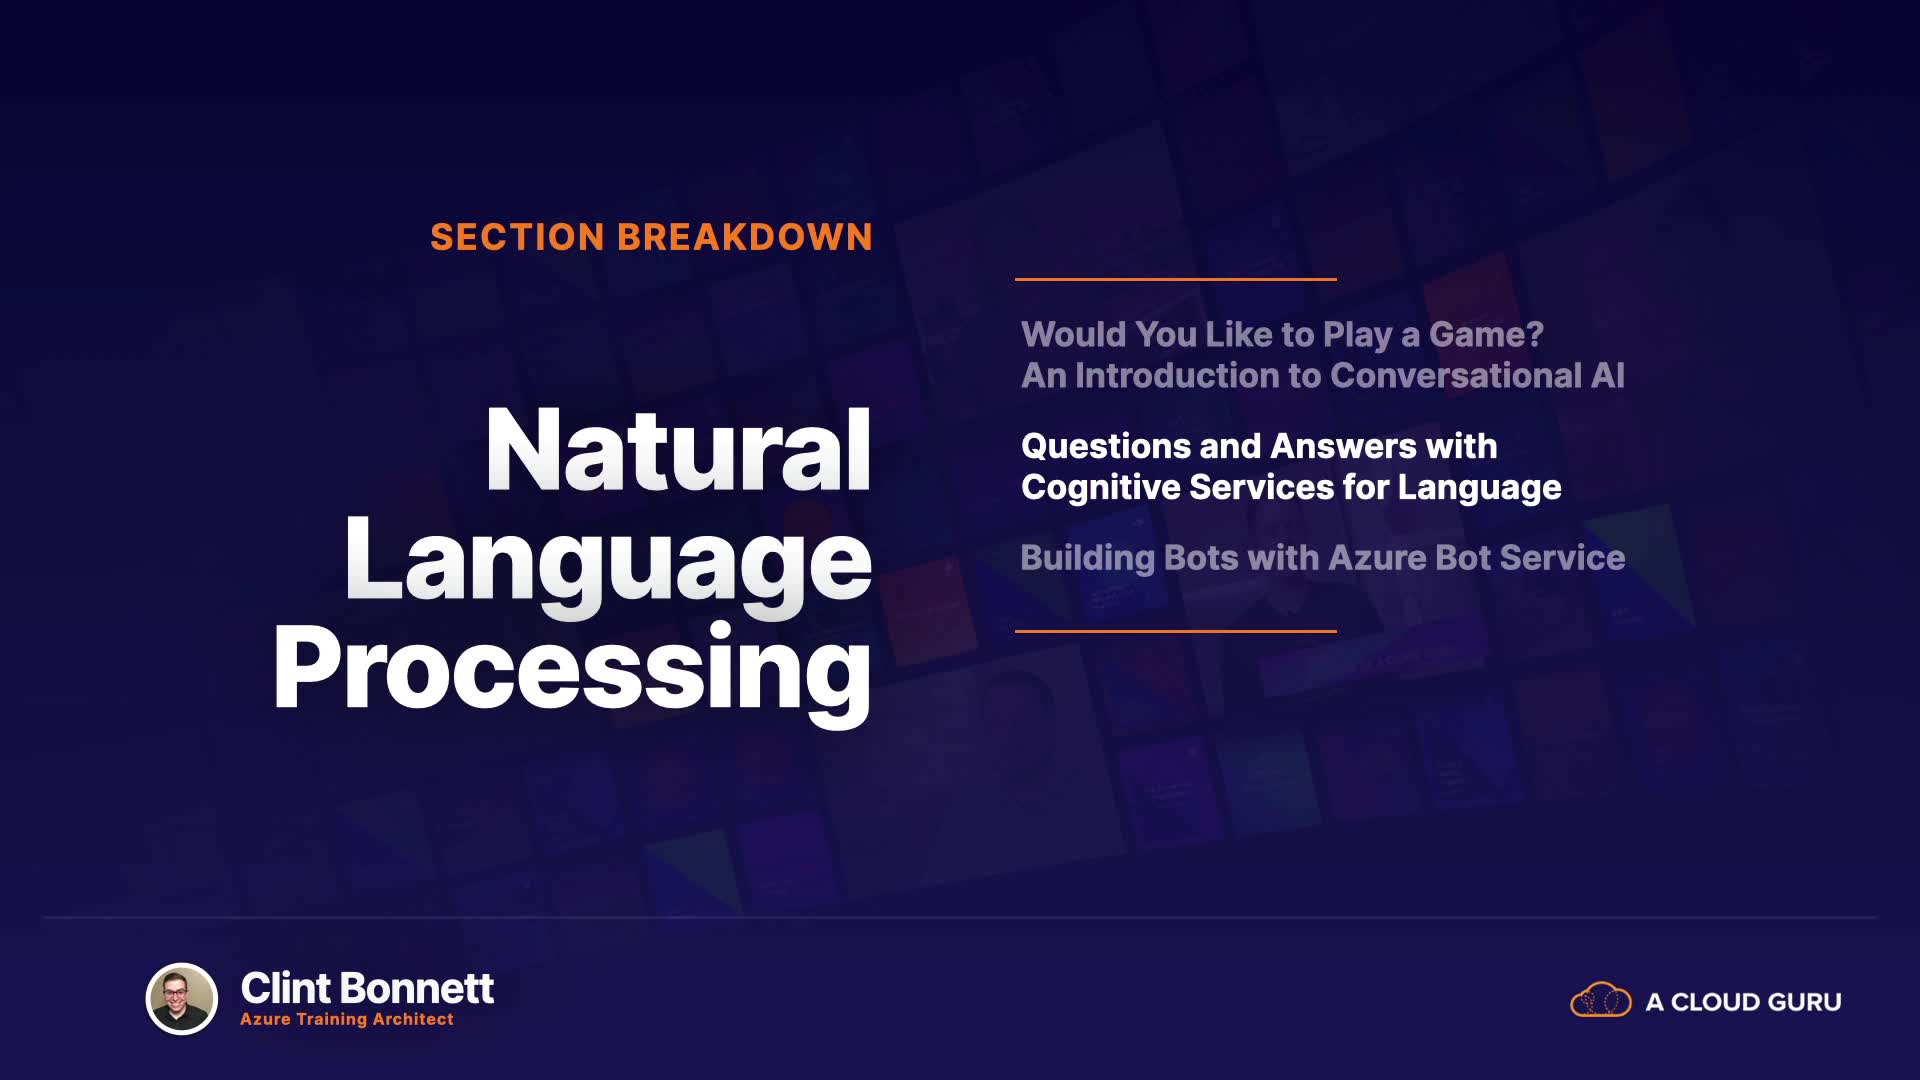 SECTION BREAKDOWN
Natural
Language
Processing
Would You Like to Play a Game?
An Introduction to Conversational AI
Questions and Answers with
Cognitive Services for Language
Building Bots with Azure Bot Service
Clint Bonnett
Azure Training Architect
A CLOUD GURU